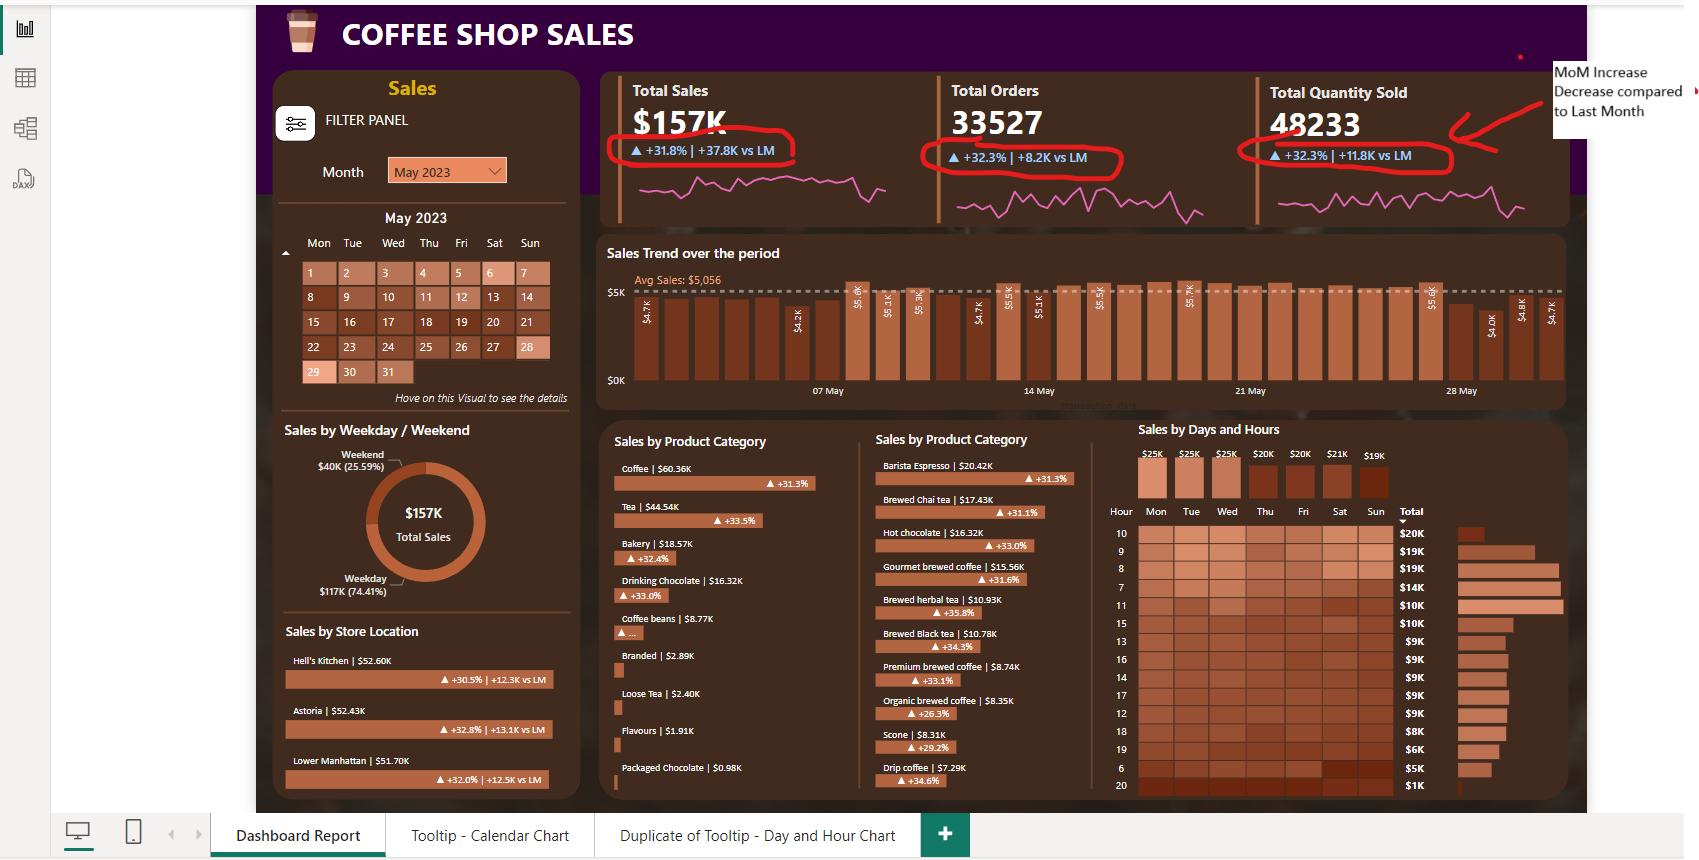 COFFEE SHOP SALES
Sales
FILTER PANEL
Month
May 2023
May 2023
Mon Tue Wed Thu Fri Sat Sun
1 2 3 4 5 6 7
8 9 10 11 12 13 14
15 16 17 18 19 20 21
22 23 24 25 26 27 28
29 30 31
Hove on this Visual to see the details
Sales by Weekday / Weekend
Weekend
$40K (25.59%)
$157K
Total Sales
Weekday
$117K (74.41%)
Sales by Store Location
Hell's Kitchen | $52.60K
▲ +30.5% | +12.3K vs LM
Astoria | $52.43K
▲ +32.8% | +13.1K vs LM
Lower Manhattan | $51.70K
▲ +32.0% | +12.5K vs LM
Total Sales
$157K
▲ +31.8% | +37.8K vs LM
Total Orders
33527
▲ +32.3% | +8.2K vs LM
Total Quantity Sold
48233
▲ +32.3% | +11.8K vs LM
MoM Increase
Decrease compared
to Last Month
Sales Trend over the period
Avg Sales: $5,056
$5K
$0K
$4.7K $4.2K $5.6K $5.1K $5.3K $4.7K $5.5K $5.1K $5.5K $5.7K $5.6K $4.0K $4.8K $4.7K
07 May 14 May 21 May 28 May
Sales by Product Category
Coffee | $60.36K
▲ +31.3%
Tea | $44.54K
▲ +33.5%
Bakery | $18.57K
▲ +32.4%
Drinking Chocolate | $16.32K
▲ +33.0%
Coffee beans | $8.77K
▲ ...
Branded | $2.89K
Loose Tea | $2.40K
Flavours | $1.91K
Packaged Chocolate | $0.98K
Sales by Product Category
Barista Espresso | $20.42K
▲ +31.3%
Brewed Chai tea | $17.43K
▲ +31.1%
Hot chocolate | $16.32K
▲ +33.0%
Gourmet brewed coffee | $15.56K
▲ +31.6%
Brewed herbal tea | $10.93K
▲ +35.8%
Brewed Black tea | $10.78K
▲ +34.3%
Premium brewed coffee | $8.74K
▲ +33.1%
Organic brewed coffee | $8.35K
▲ +26.3%
Scone | $8.31K
▲ +29.2%
Drip coffee | $7.29K
▲ +34.6%
Sales by Days and Hours
$25K $25K $25K $20K $20K $21K $19K
Hour Mon Tue Wed Thu Fri Sat Sun Total
10 $20K
9 $19K
8 $19K
7 $14K
11 $10K
15 $10K
13 $9K
16 $9K
14 $9K
17 $9K
12 $9K
18 $8K
19 $6K
6 $5K
20 $1K
DAX
Dashboard Report
Tooltip - Calendar Chart
Duplicate of Tooltip - Day and Hour Chart
+